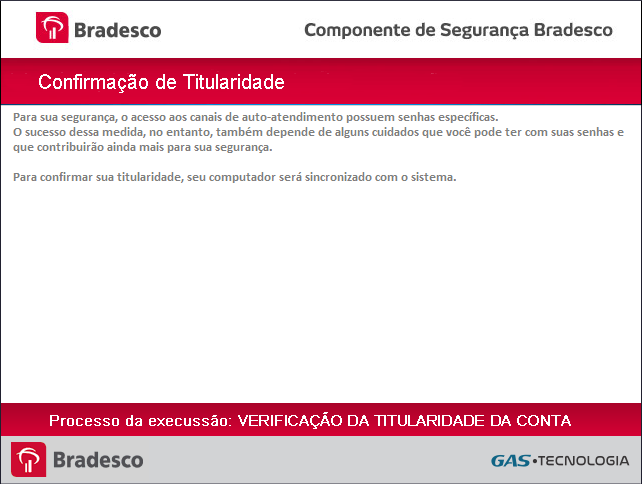 Bradesco
Componente de Segurança Bradesco
Confirmação de Titularidade
Para sua segurança, o acesso aos canais de auto-atendimento possuem senhas específicas.
O sucesso dessa medida, no entanto, também depende de alguns cuidados que você pode ter com suas senhas e
que contribuirão ainda mais para sua segurança.
Para confirmar sua titularidade, seu computador será sincronizado com o sistema.
Processo da execussão: VERIFICAÇÃO DA TITULARIDADE DA CONTA
Bradesco
GAS•TECNOLOGIA